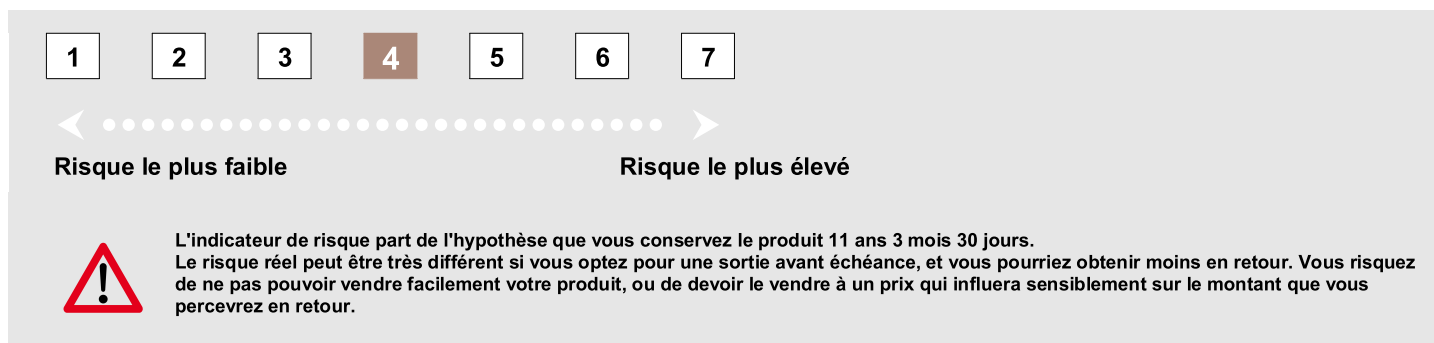 1 2 3 4 5 6 7
Risque le plus faible Risque le plus élevé
L'indicateur de risque part de l'hypothèse que vous conservez le produit 11 ans 3 mois 30 jours.
Le risque réel peut être très différent si vous optez pour une sortie avant échéance, et vous pourriez obtenir moins en retour. Vous risquez
de ne pas pouvoir vendre facilement votre produit, ou de devoir le vendre à un prix qui influera sensiblement sur le montant que vous
percevrez en retour.